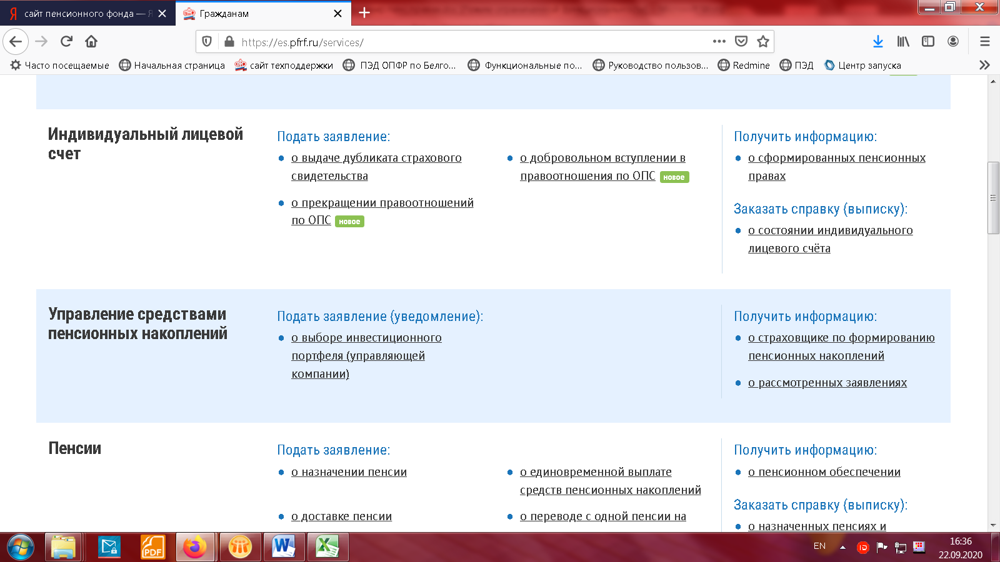 сайт пенсионного фонда — Я
Гражданам
https://es.pfrf.ru/services/
Часто посещаемые
Начальная страница
сайт техподдержки
ПЭД ОПФР по Белго...
Функциональные по...
Руководство пользов...
Redmine
ПЭД
Центр запуска
Индивидуальный лицевой
счет
Подать заявление:
о выдаче дубликата страхового
свидетельства
о прекращении правоотношений
по ОПС новое
о добровольном вступлении в
правоотношения по ОПС новое
Получить информацию:
о сформированных пенсионных
правах
Заказать справку (выписку):
о состоянии индивидуального
лицевого счёта
Управление средствами
пенсионных накоплений
Подать заявление (уведомление):
о выборе инвестиционного
портфеля (управляющей
компании)
Получить информацию:
о страховщике по формированию
пенсионных накоплений
о рассмотренных заявлениях
Пенсии
Подать заявление:
о назначении пенсии
о доставке пенсии
о единовременной выплате
средств пенсионных накоплений
о переводе с одной пенсии на
Получить информацию:
о пенсионном обеспечении
Заказать справку (выписку):
о назначенных пенсиях и
PDF
EN
16:36
22.09.2020